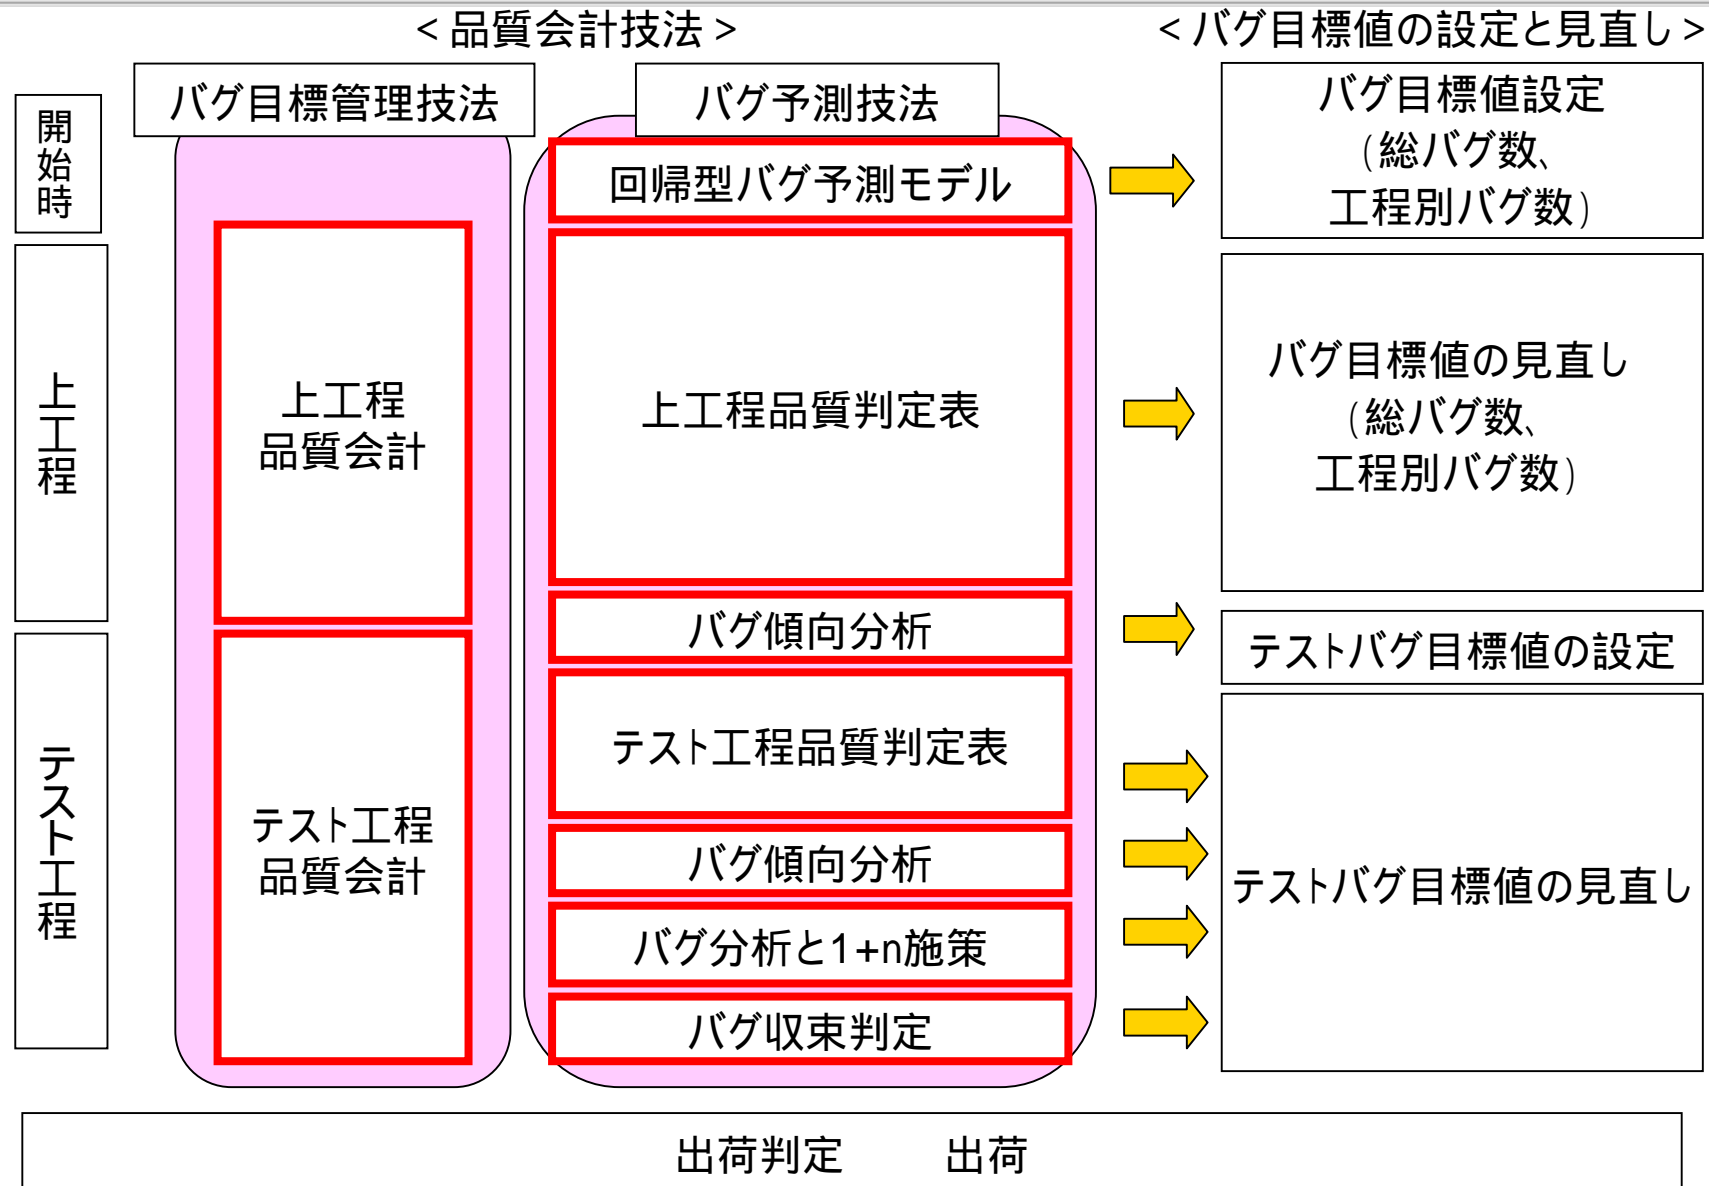 ＜品質会計技法＞
＜バグ目標値の設定と見直し＞
バグ目標管理技法
バグ予測技法
開始時
回帰型バグ予測モデル
バグ目標値設定
（総バグ数、
工程別バグ数）
上工程
上工程
品質会計
上工程品質判定表
バグ目標値の見直し
（総バグ数、
工程別バグ数）
バグ傾向分析
テストバグ目標値の設定
テスト工程
テスト工程
品質会計
テスト工程品質判定表
バグ傾向分析
バグ分析と1+n施策
バグ収束判定
テストバグ目標値の見直し
出荷判定　　出荷